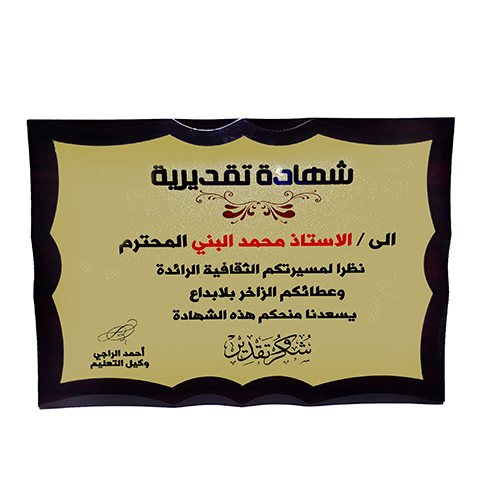 شهادة تقديرية
الى / الاستاذ محمد البني المحترم
نظرا لمسيرتكم الثقافية الرائدة
وعطائكم الزاخر بلابداع
يسعدنا منحكم هذه الشهادة
شكر وتقدير
أحمد الراجي
وكيل التعليم